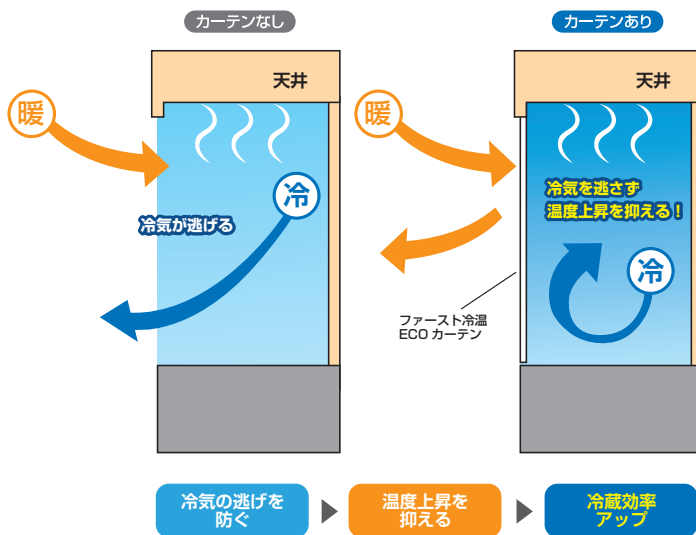 カーテンなし
カーテンあり
天井
天井
暖
暖
冷気を逃さず
温度上昇を抑える！
冷
冷気が逃げる
冷
ファースト冷温
ECO カーテン
冷気の逃げを
防ぐ
温度上昇を
抑える
冷蔵効率
アップ